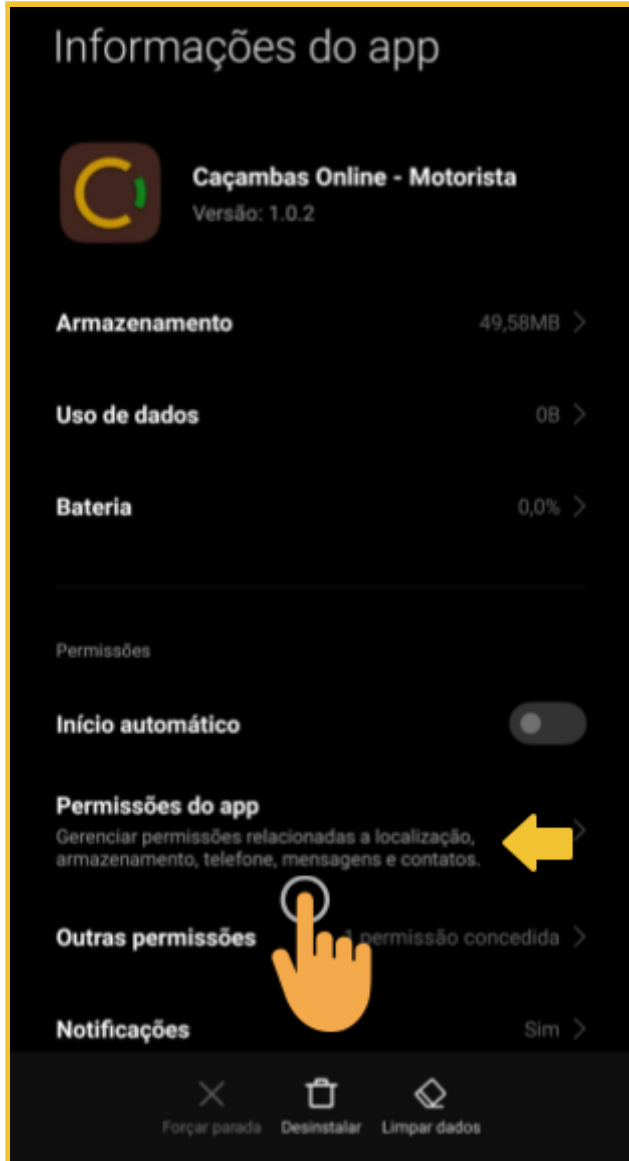 Informações do app
Caçambas Online - Motorista
Versão: 1.0.2
Armazenamento 49,58MB
Uso de dados 0B
Bateria 0,0%
Permissões
Início automático
Permissões do app
Gerenciar permissões relacionadas a localização,
armazenamento, telefone, mensagens e contatos.
Outras permissões 1 permissão concedida
Notificações Sim
Forçar parada Desinstalar Limpar dados